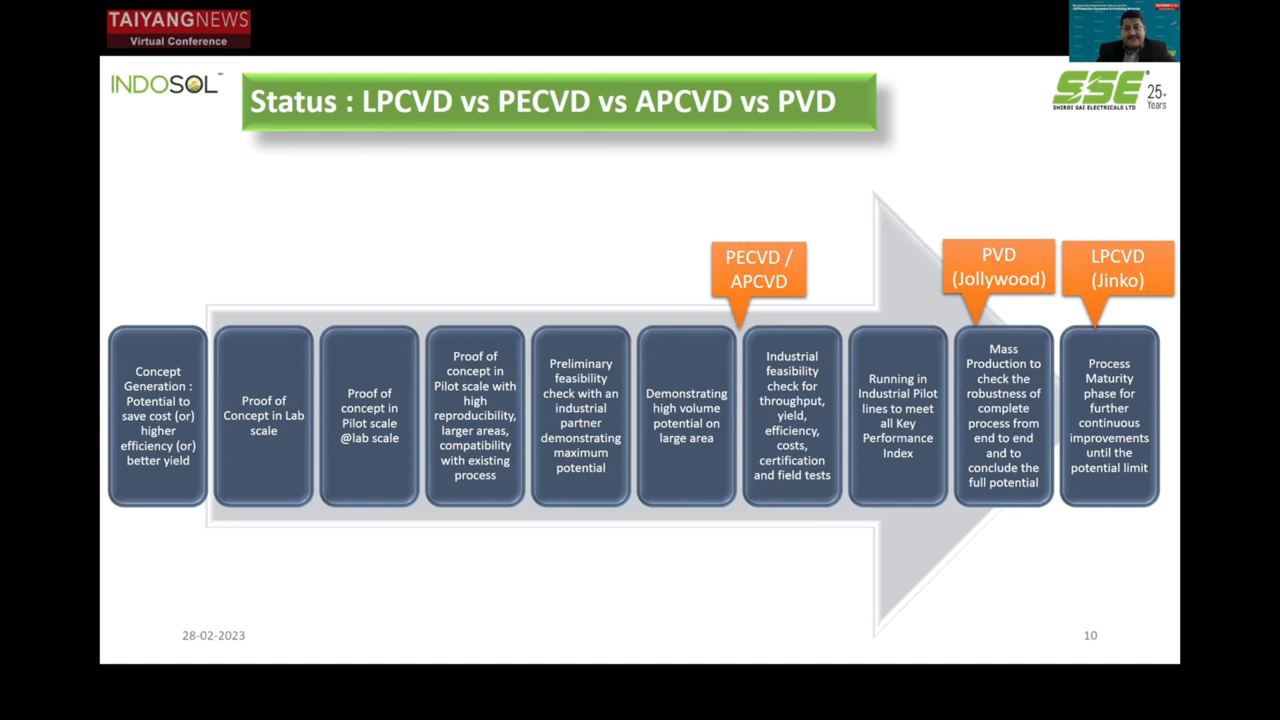 TAIYANGNEWS
Virtual Conference
INDOSOL
Status : LPCVD vs PECVD vs APCVD vs PVD
SSE
SHIRDI SAI ELECTRICALS LTD
25+
Years
PECVD /
APCVD
PVD
(Jollywood)
LPCVD
(Jinko)
Concept
Generation :
Potential to
save cost (or)
higher
efficiency (or)
better yield
Proof of
Concept in Lab
scale
Proof of
concept in
Pilot scale
@lab scale
Proof of
concept in
Pilot scale with
high
reproducibility,
larger areas,
compatibility
with existing
process
Preliminary
feasibility
check with an
industrial
partner
demonstrating
maximum
potential
Demonstrating
high volume
potential on
large area
Industrial
feasibility
check for
throughput,
yield,
efficiency,
costs,
certification
and field tests
Running in
Industrial Pilot
lines to meet
all Key
Performance
Index
Mass
Production to
check the
robustness of
complete
process from
end to end
and to
conclude the
full potential
Process
Maturity
phase for
further
continuous
improvements
until the
potential limit
28-02-2023
10